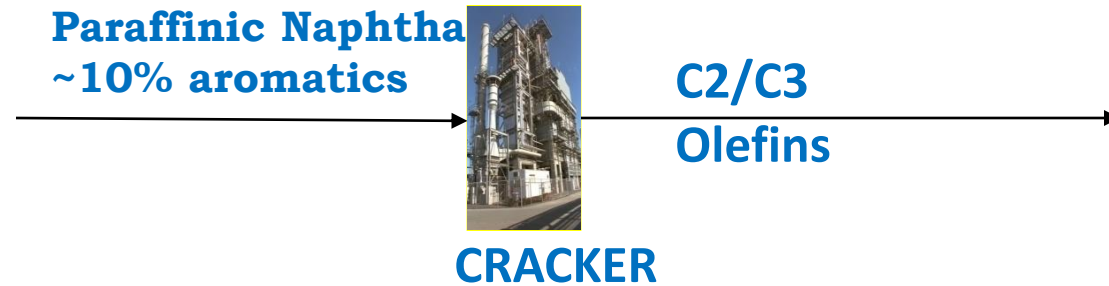 Paraffinic Naphtha
~10% aromatics
C2/C3
Olefins
CRACKER